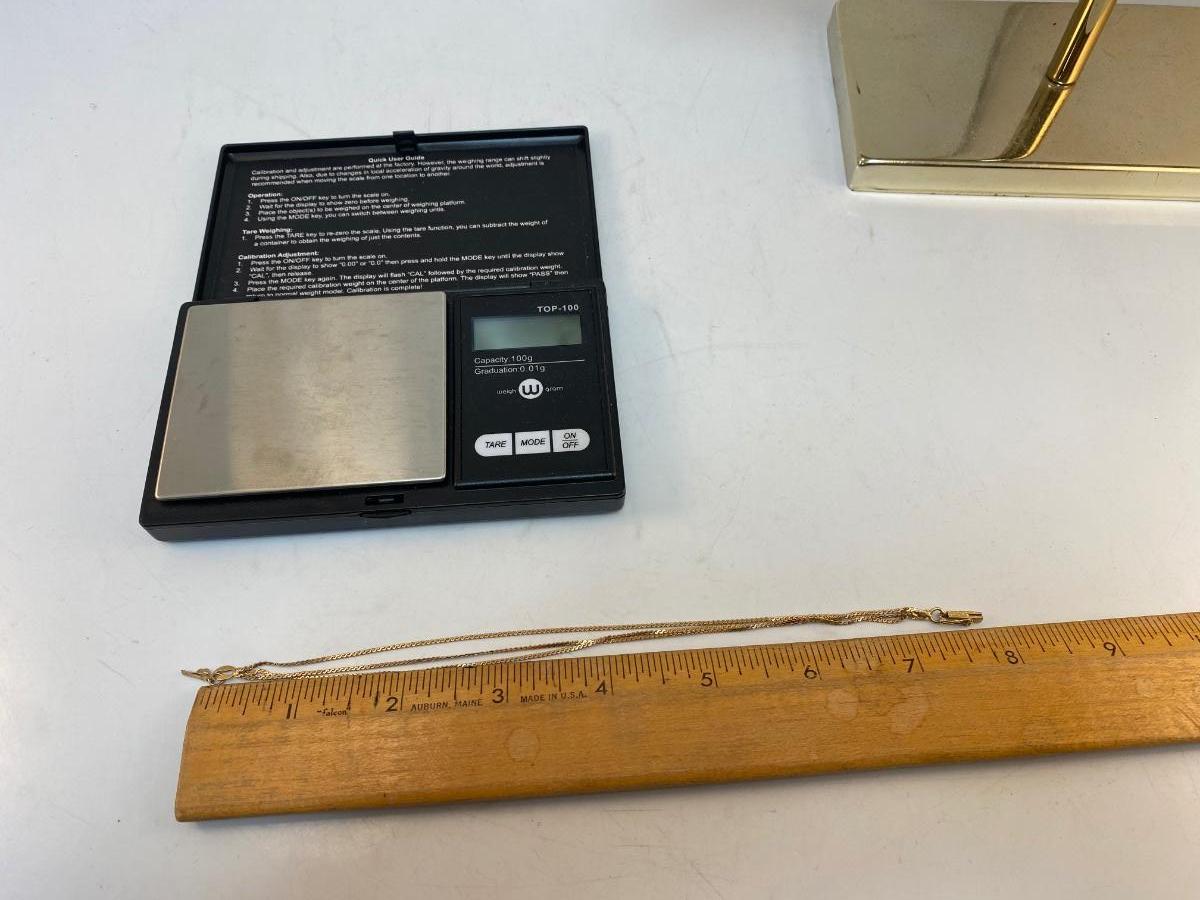 Quick User Guide
Calibration and adjustment are performed at the factory. However, the weighing range can shift slightly
during shipping. Also, due to changes in local acceleration of gravity around the world, adjustment is
recommended when moving the scale from one location to another.
Operation:
1. Press the ON/OFF key to turn the scale on.
2. Wait for the display to show zero before weighing.
3. Place the object(s) to be weighed on the center of weighing platform.
4. Using the MODE key, you can switch between weighing units.
Tare Weighing:
1. Press the TARE key to re-zero the scale. Using the tare function, you can subtract the weight of
a container to obtain the weighing of just the contents.
Calibration Adjustment:
1. Press the ON/OFF key to turn the scale on.
2. Wait for the display to show "0.00" or "0.0" then press and hold the MODE key until the display show
"CAL", then release.
3. Press the MODE key again. The display will flash "CAL" followed by the required calibration weight.
4. Place the required calibration weight on the center of the platform. The display will show "PASS" then
return to normal weight model. Calibration is complete!
TOP-100
Capacity:100g
Graduation:0.01g
weigh W gram
TARE MODE ON/OFF
1 2 3 4 5 6 7 8 9
"falcon" AUBURN, MAINE MADE IN U.S.A.